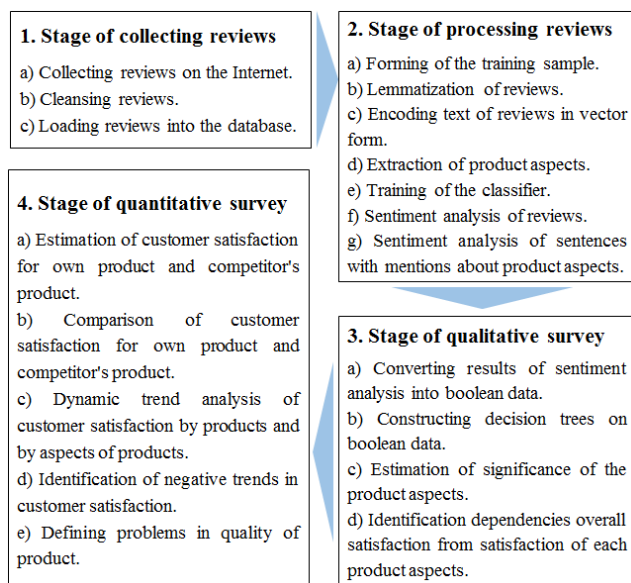 1. Stage of collecting reviews
a) Collecting reviews on the Internet.
b) Cleansing reviews.
c) Loading reviews into the database.
2. Stage of processing reviews
a) Forming of the training sample.
b) Lemmatization of reviews.
c) Encoding text of reviews in vector
form.
d) Extraction of product aspects.
e) Training of the classifier.
f) Sentiment analysis of reviews.
g) Sentiment analysis of sentences
with mentions about product aspects.
3. Stage of qualitative survey
a) Converting results of sentiment
analysis into boolean data.
b) Constructing decision trees on
boolean data.
c) Estimation of significance of the
product aspects.
d) Identification dependencies overall
satisfaction from satisfaction of each
product aspects.
4. Stage of quantitative survey
a) Estimation of customer satisfaction
for own product and competitor's
product.
b) Comparison of customer
satisfaction for own product and
competitor's product.
c) Dynamic trend analysis of
customer satisfaction by products and
by aspects of products.
d) Identification of negative trends in
customer satisfaction.
e) Defining problems in quality of
product.